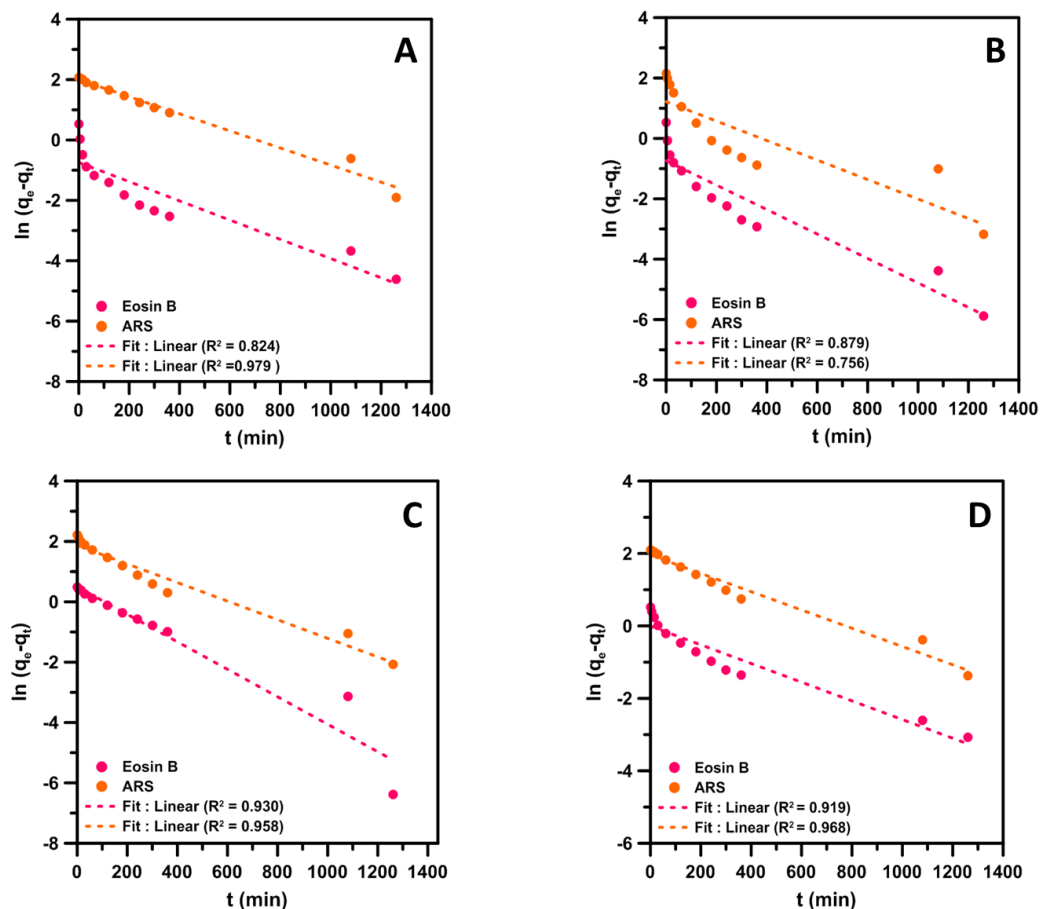 A
4
2
0
-2
-4
-6
-8
ln (qₑ-qₜ)
Eosin B
ARS
Fit : Linear (R² = 0.824)
Fit : Linear (R² =0.979 )
0 200 400 600 800 1000 1200 1400
t (min)
B
4
2
0
-2
-4
-6
-8
ln (qₑ-qₜ)
Eosin B
ARS
Fit : Linear (R² = 0.879)
Fit : Linear (R² = 0.756)
0 200 400 600 800 1000 1200 1400
t (min)
C
4
2
0
-2
-4
-6
-8
ln (qₑ-qₜ)
Eosin B
ARS
Fit : Linear (R² = 0.930)
Fit : Linear (R² = 0.958)
0 200 400 600 800 1000 1200 1400
t (min)
D
4
2
0
-2
-4
-6
ln (qₑ-qₜ)
Eosin B
ARS
Fit : Linear (R² = 0.919)
Fit : Linear (R² = 0.968)
0 200 400 600 800 1000 1200 1400
t (min)